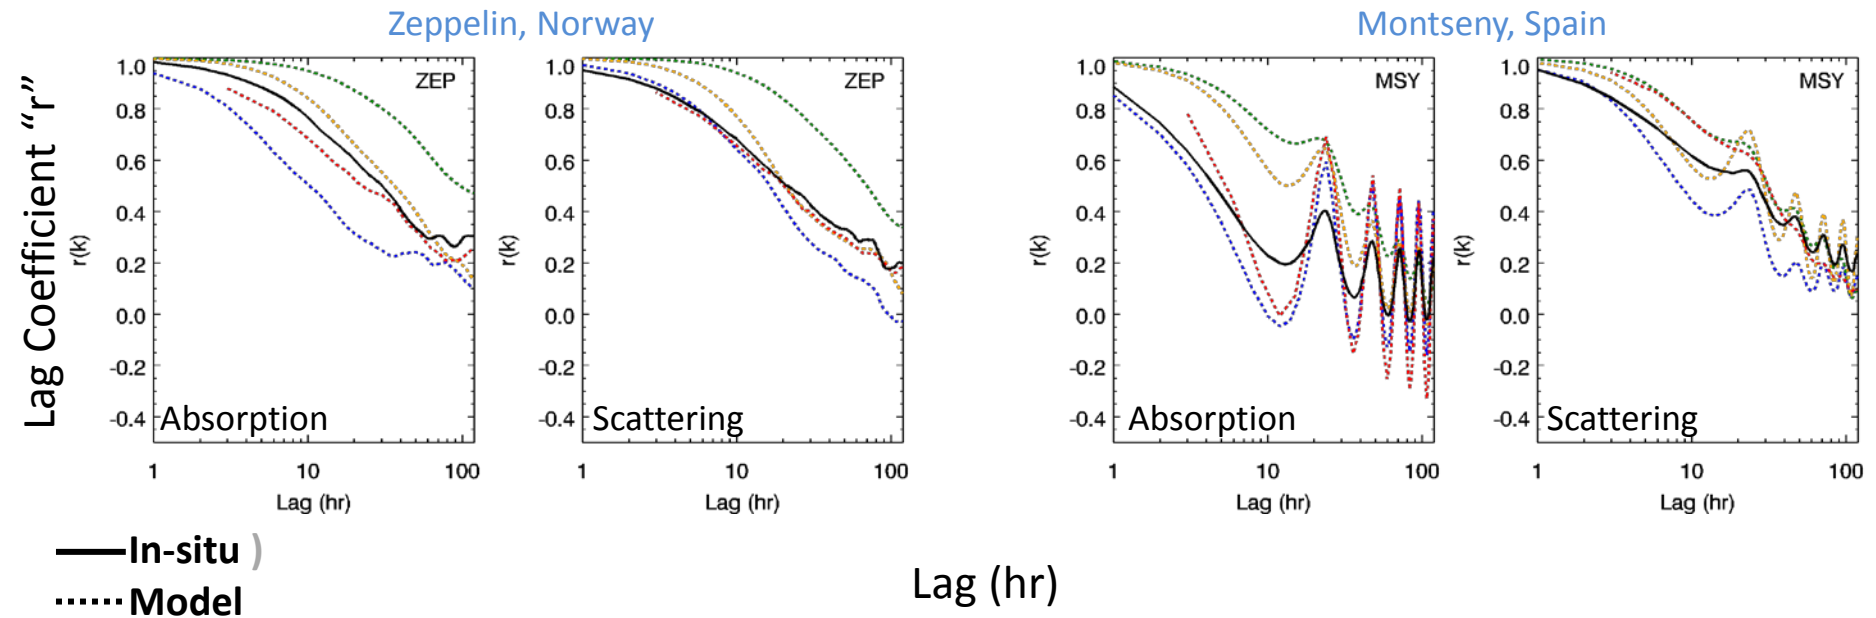 Zeppelin, Norway
Montseny, Spain
Lag Coefficient “r”
r(k)
1.0
0.8
0.6
0.4
0.2
0.0
-0.2
-0.4
ZEP
Absorption
1 10 100
Lag (hr)
r(k)
1.0
0.8
0.6
0.4
0.2
0.0
-0.2
-0.4
ZEP
Scattering
1 10 100
Lag (hr)
r(k)
1.0
0.8
0.6
0.4
0.2
0.0
-0.2
-0.4
MSY
Absorption
1 10 100
Lag (hr)
r(k)
1.0
0.8
0.6
0.4
0.2
0.0
-0.2
-0.4
MSY
Scattering
1 10 100
Lag (hr)
In-situ )
Model
Lag (hr)